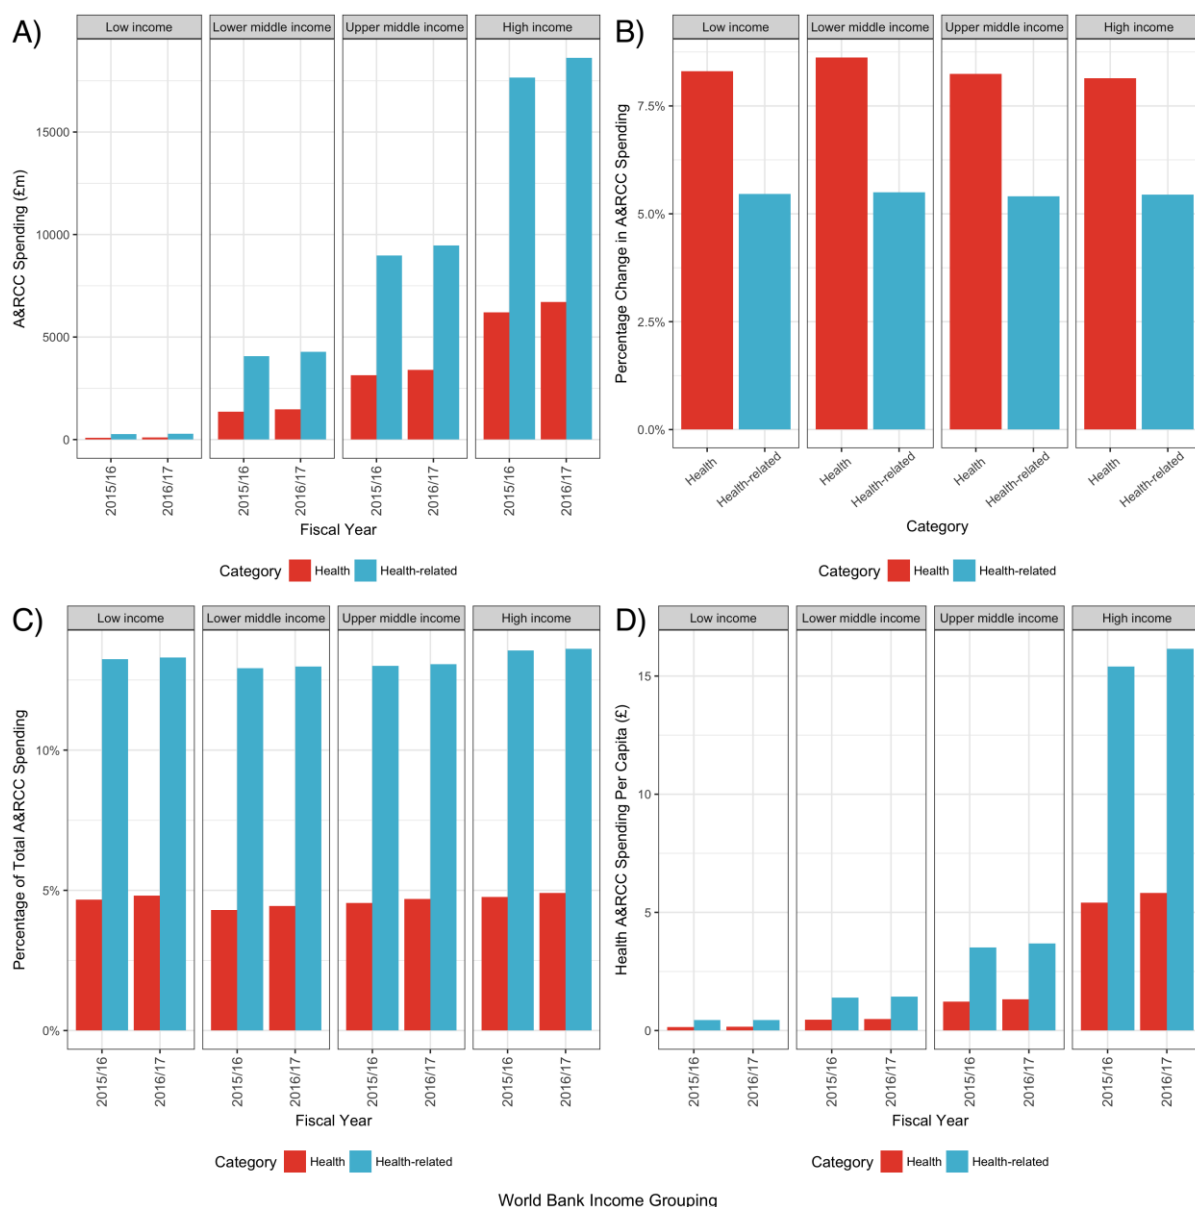 A)
Low income
Lower middle income
Upper middle income
High income
A&RCC Spending (£m)
15000
10000
5000
0
2015/16
2016/17
2015/16
2016/17
2015/16
2016/17
2015/16
2016/17
Fiscal Year
Category Health Health-related
B)
Low income
Lower middle income
Upper middle income
High income
Percentage Change in A&RCC Spending
7.5%
5.0%
2.5%
0.0%
Health
Health-related
Health
Health-related
Health
Health-related
Health
Health-related
Category
Category Health Health-related
C)
Low income
Lower middle income
Upper middle income
High income
Percentage of Total A&RCC Spending
10%
5%
0%
2015/16
2016/17
2015/16
2016/17
2015/16
2016/17
2015/16
2016/17
Fiscal Year
Category Health Health-related
D)
Low income
Lower middle income
Upper middle income
High income
Health A&RCC Spending Per Capita (£)
15
10
5
0
2015/16
2016/17
2015/16
2016/17
2015/16
2016/17
2015/16
2016/17
Fiscal Year
Category Health Health-related
World Bank Income Grouping